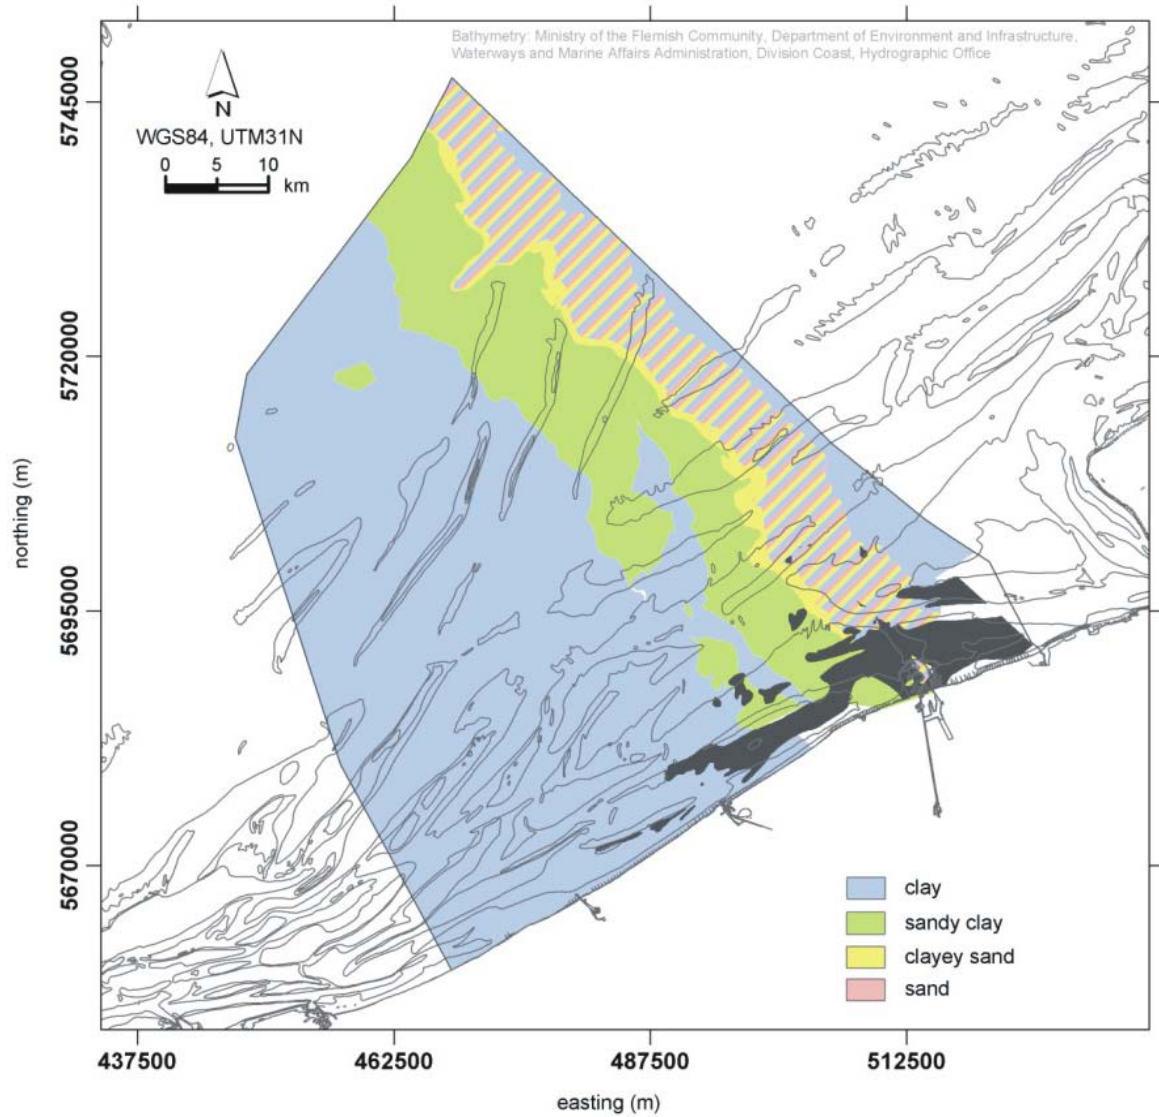 Bathymetry: Ministry of the Flemish Community, Department of Environment and Infrastructure,
Waterways and Marine Affairs Administration, Division Coast, Hydrographic Office
N
WGS84, UTM31N
0 5 10
km
5745000
5720000
5695000
5670000
northing (m)
clay
sandy clay
clayey sand
sand
437500 462500 487500 512500
easting (m)